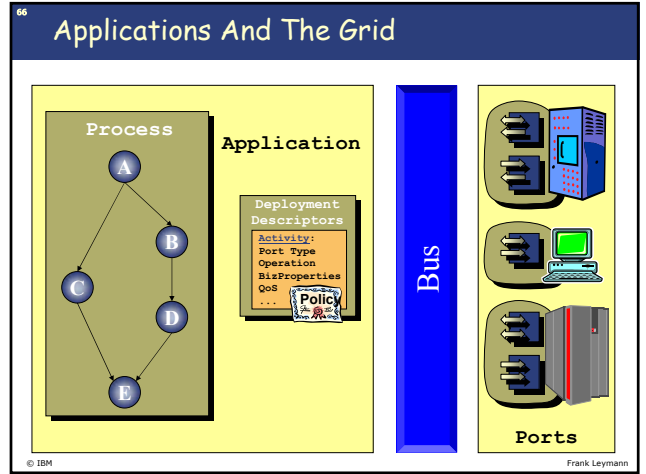 66
Applications And The Grid
Process
A
B
C
D
E
Application
Deployment
Descriptors
Activity:
Port Type
Operation
BizProperties
QoS
...
Policy
Bus
Ports
© IBM
Frank Leymann